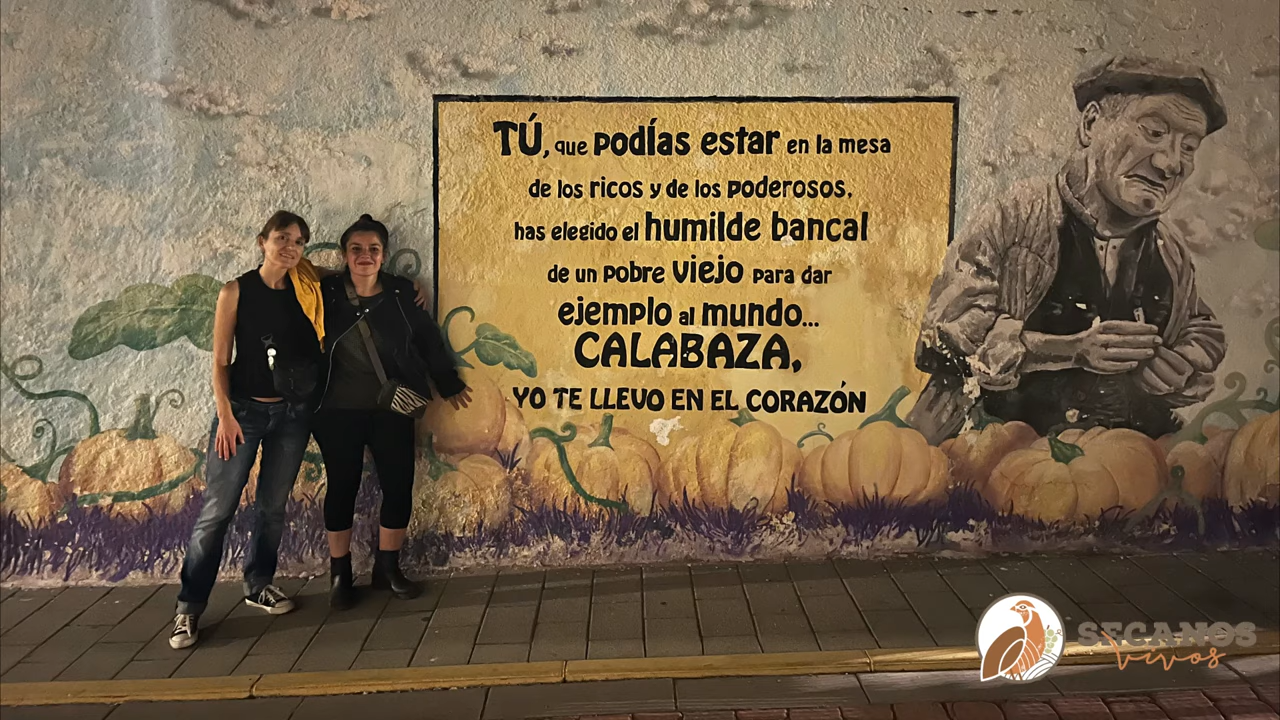 TÚ, que podías estar en la mesa
de los ricos y de los poderosos,
has elegido el humilde bancal
de un pobre viejo para dar
ejemplo al mundo...
CALABAZA,
YO TE LLEVO EN EL CORAZÓN
SECANOS
vivos